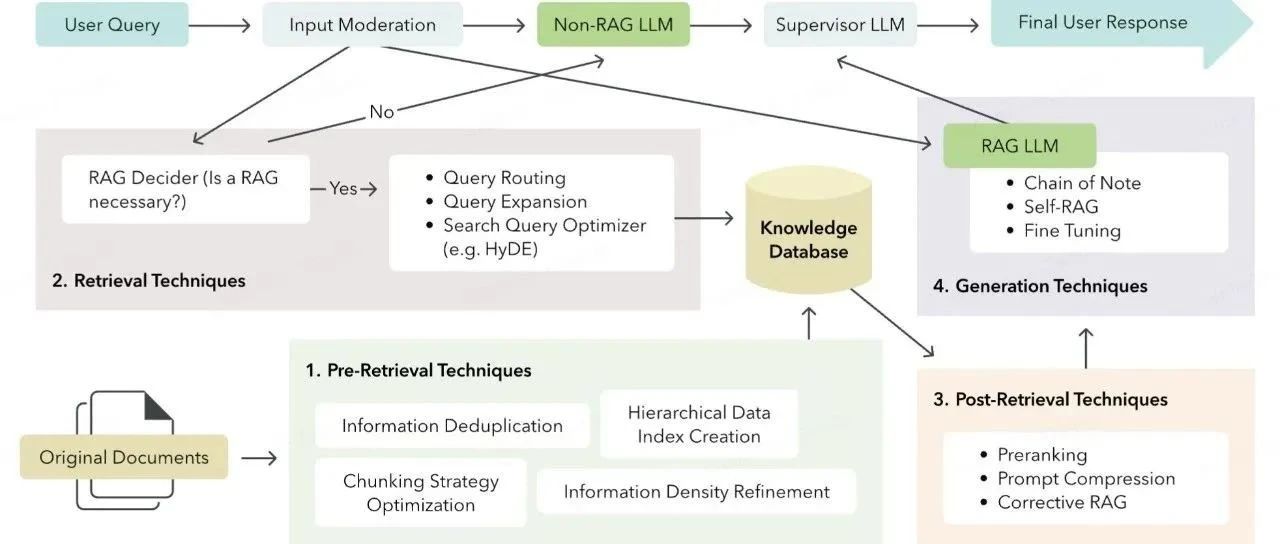 User Query
Input Moderation
Non-RAG LLM
Supervisor LLM
Final User Response
No
RAG LLM
RAG Decider (Is a RAG
necessary?)
Yes
• Query Routing
• Query Expansion
• Search Query Optimizer
(e.g. HyDE)
2. Retrieval Techniques
Knowledge
Database
• Chain of Note
• Self-RAG
• Fine Tuning
4. Generation Techniques
1. Pre-Retrieval Techniques
Information Deduplication
Hierarchical Data
Index Creation
Chunking Strategy
Optimization
Information Density Refinement
Original Documents
3. Post-Retrieval Techniques
• Preranking
• Prompt Compression
• Corrective RAG